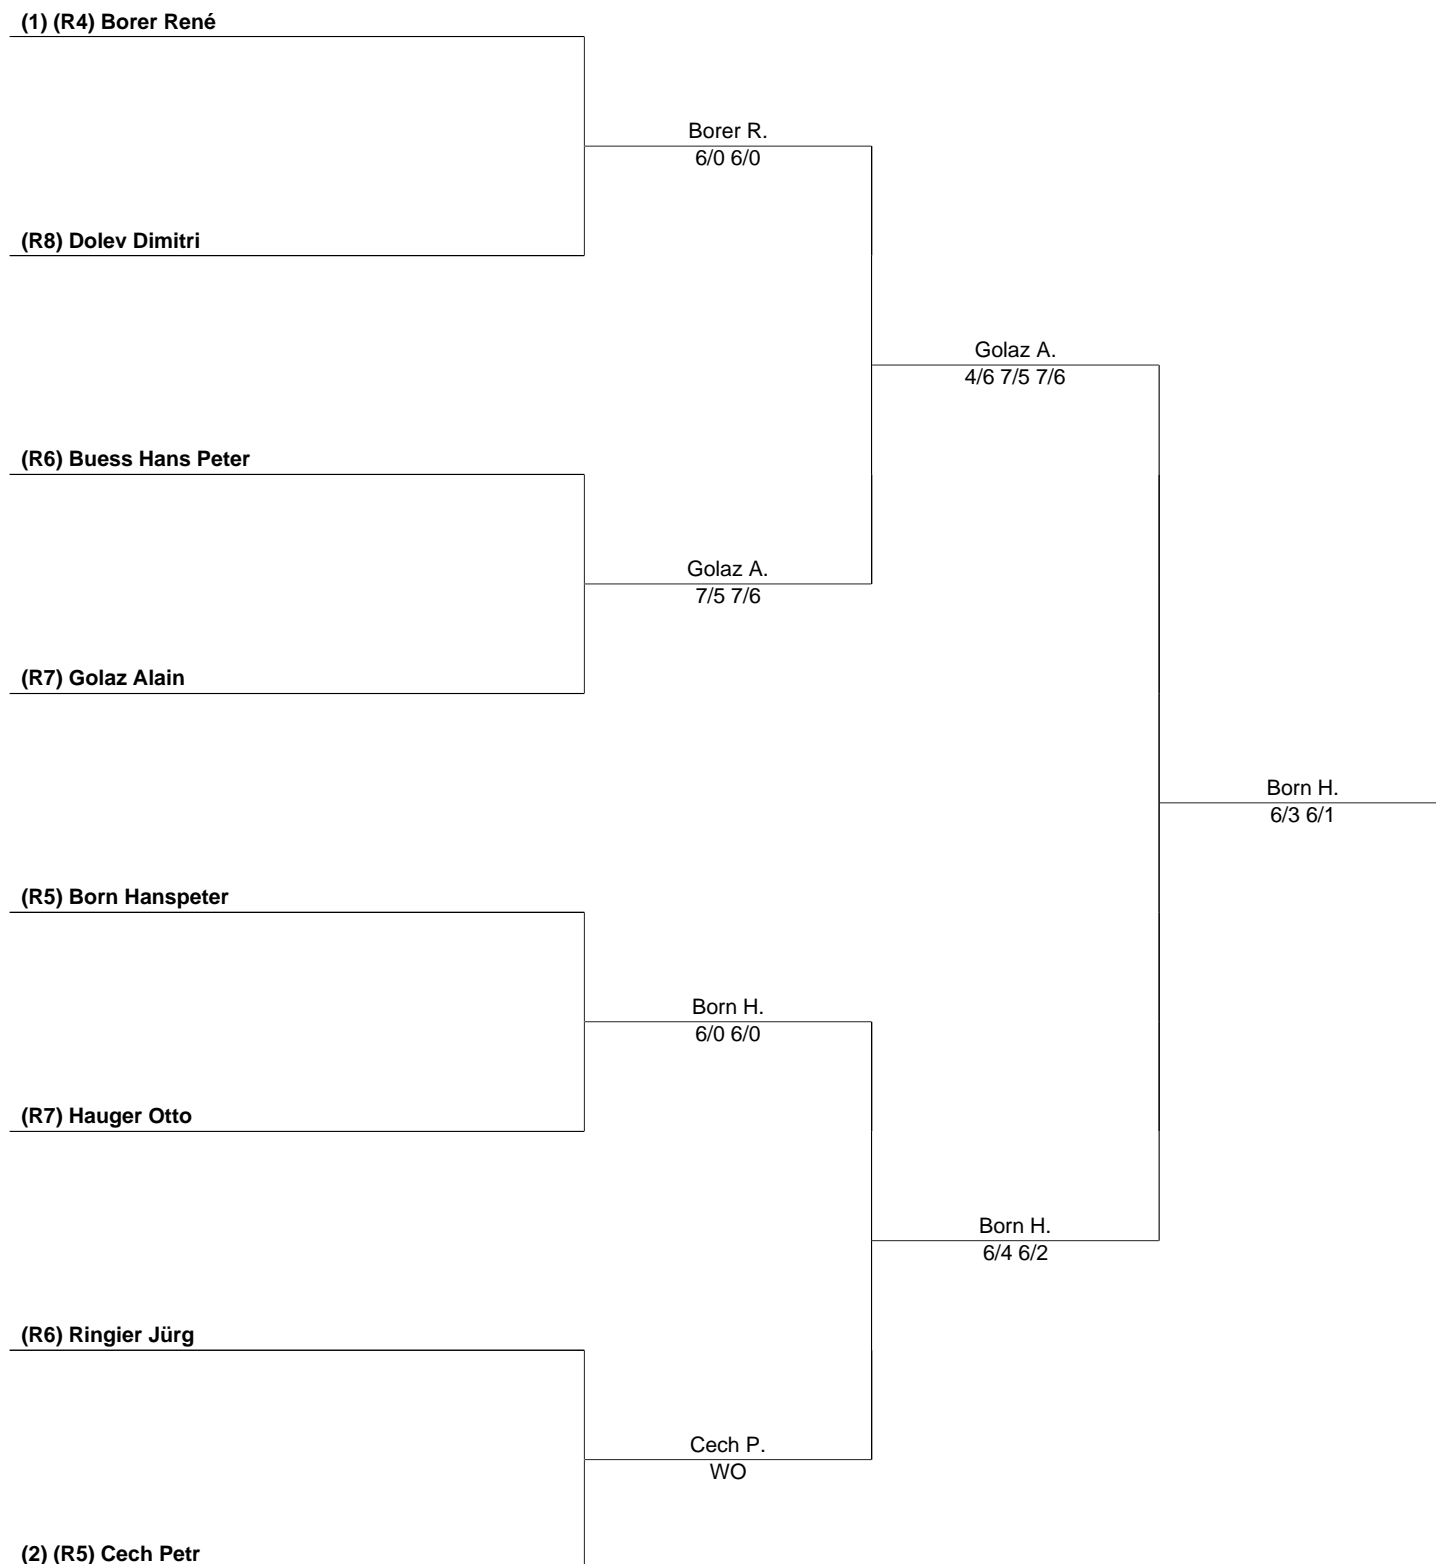 (1) (R4) Borer René
Borer R.
6/0 6/0
(R8) Dolev Dimitri
Golaz A.
4/6 7/5 7/6
(R6) Buess Hans Peter
Golaz A.
7/5 7/6
(R7) Golaz Alain
Born H.
6/3 6/1
(R5) Born Hanspeter
Born H.
6/0 6/0
(R7) Hauger Otto
Born H.
6/4 6/2
(R6) Ringier Jürg
Cech P.
WO
(2) (R5) Cech Petr